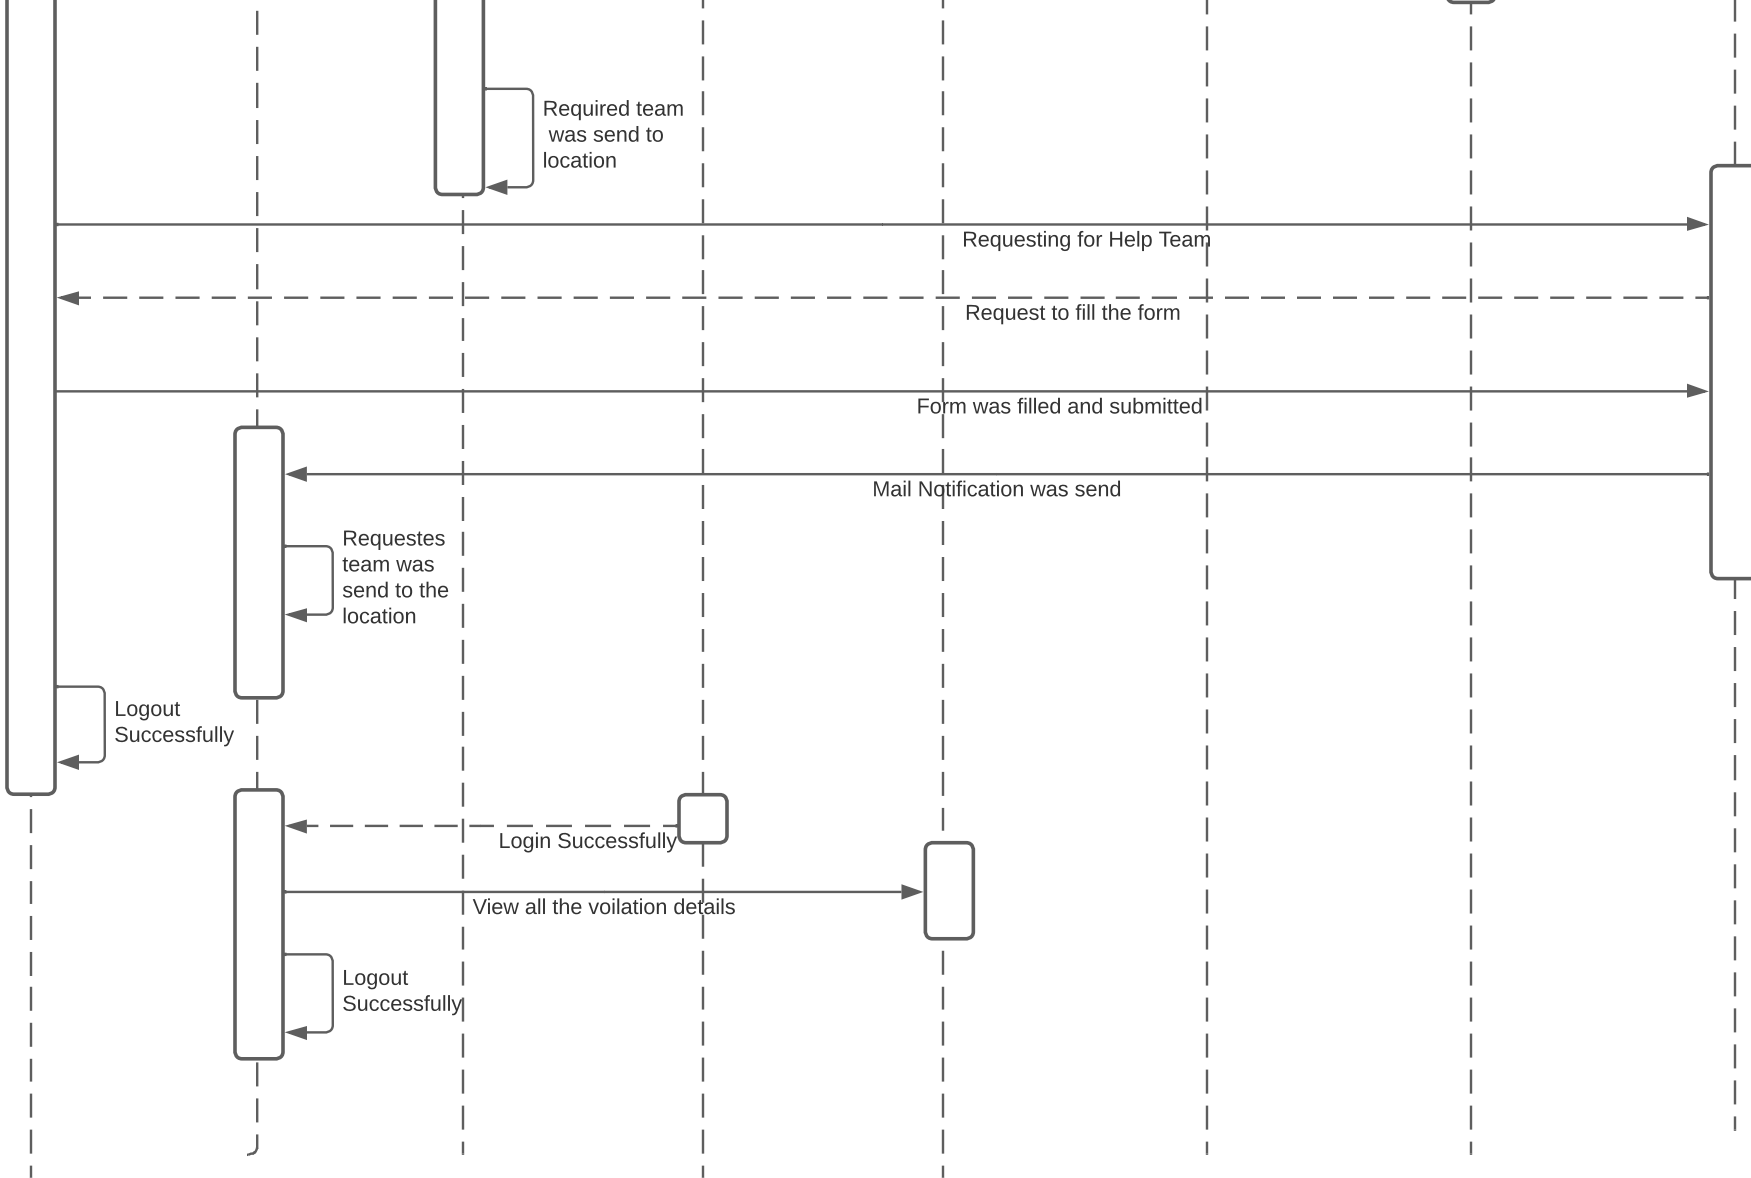 Required team
was send to
location
Requesting for Help Team
Request to fill the form
Form was filled and submitted
Mail Notification was send
Requestes
team was
send to the
location
Logout
Successfully
Login Successfully
View all the voilation details
Logout
Successfully